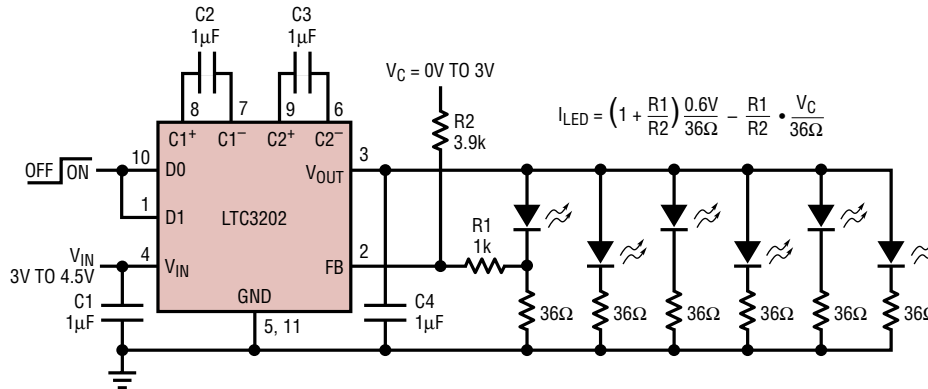 C2
1µF
C3
1µF
8
7
9
6
C1+
C1–
C2+
C2–
V_C = 0V TO 3V
R2
3.9k
I_LED = (1 + R1/R2) 0.6V/36Ω – R1/R2 • V_C/36Ω
OFF
ON
10
D0
1
D1
LTC3202
V_OUT
3
V_IN
3V TO 4.5V
4
V_IN
FB
2
R1
1k
GND
5, 11
C1
1µF
C4
1µF
36Ω
36Ω
36Ω
36Ω
36Ω
36Ω